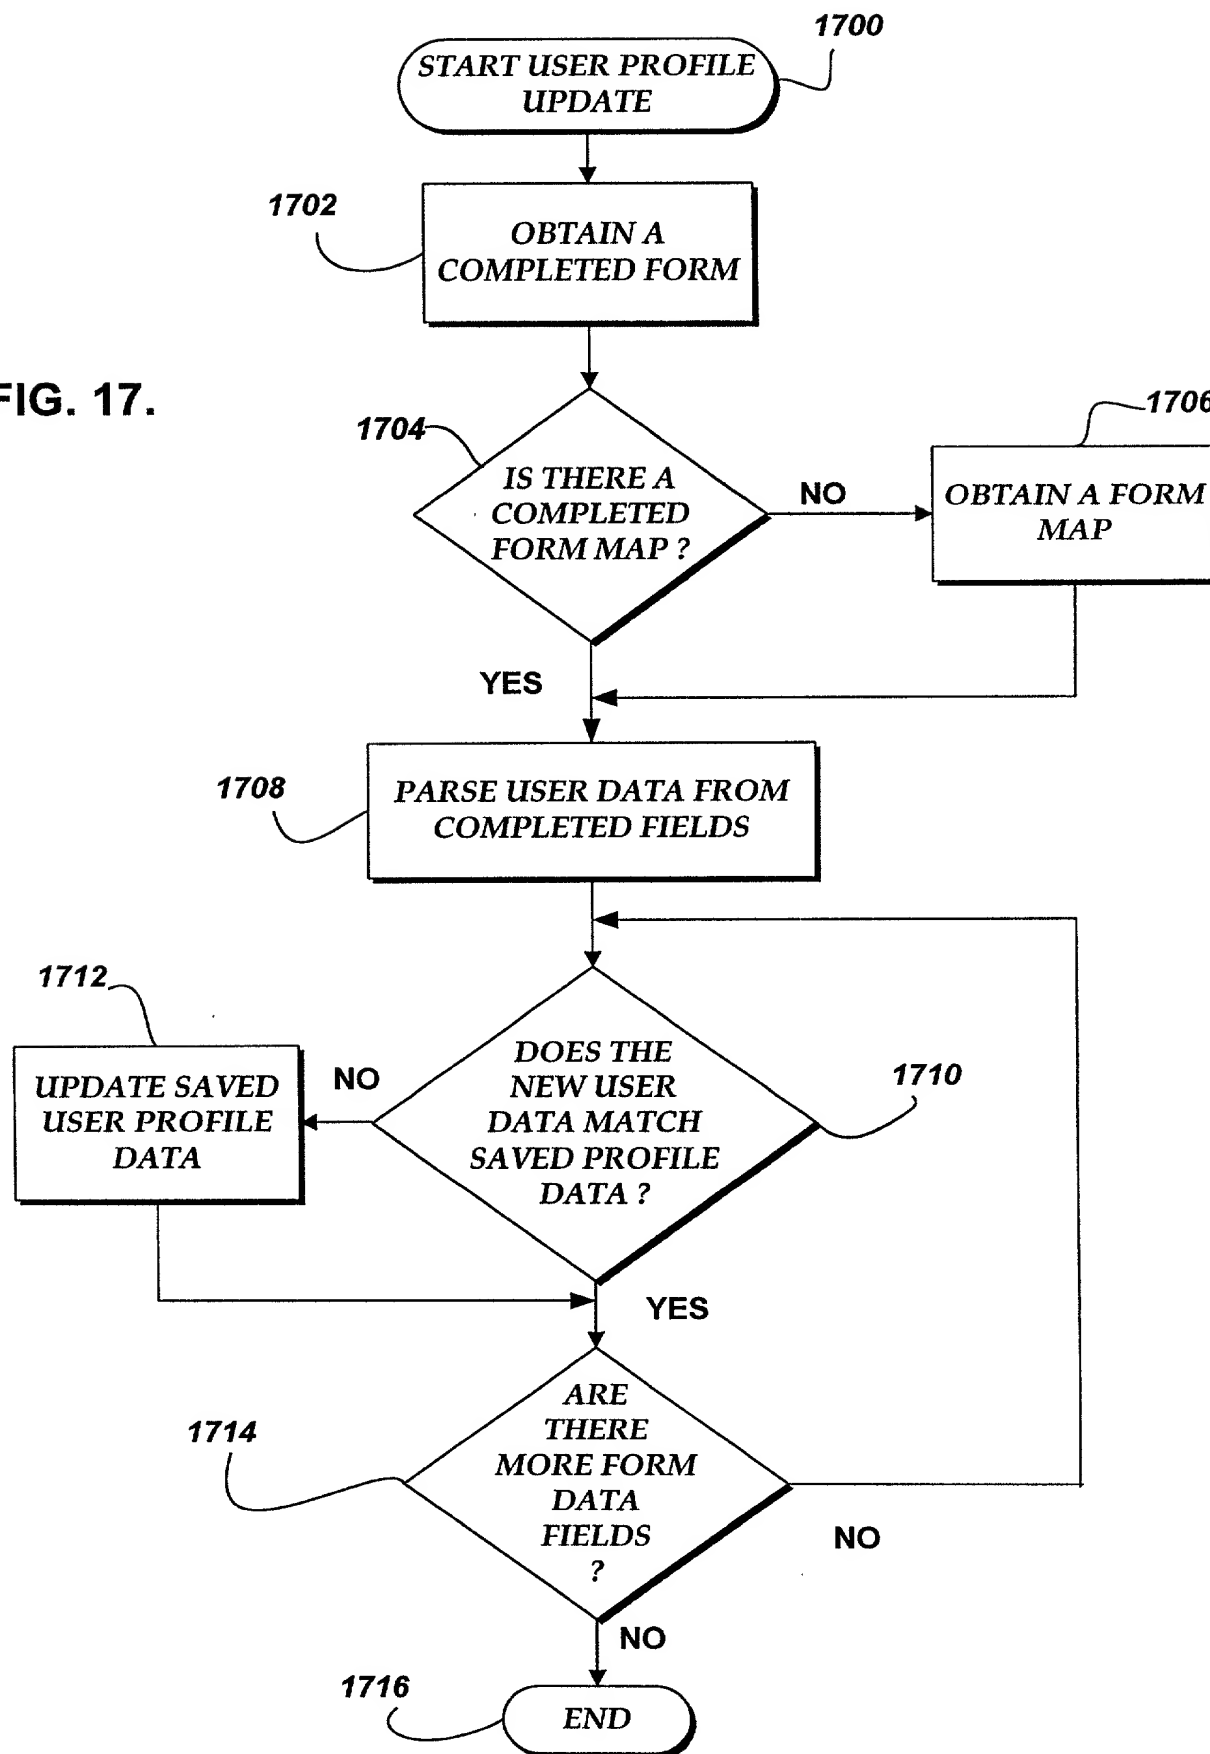 1700
START USER PROFILE
UPDATE
1702
OBTAIN A
COMPLETED FORM
FIG. 17.
1704
IS THERE A
COMPLETED
FORM MAP ?
NO
1706
OBTAIN A FORM
MAP
YES
1708
PARSE USER DATA FROM
COMPLETED FIELDS
1712
UPDATE SAVED
USER PROFILE
DATA
NO
DOES THE
NEW USER
DATA MATCH
SAVED PROFILE
DATA ?
1710
YES
1714
ARE
THERE
MORE FORM
DATA
FIELDS
?
NO
NO
1716
END